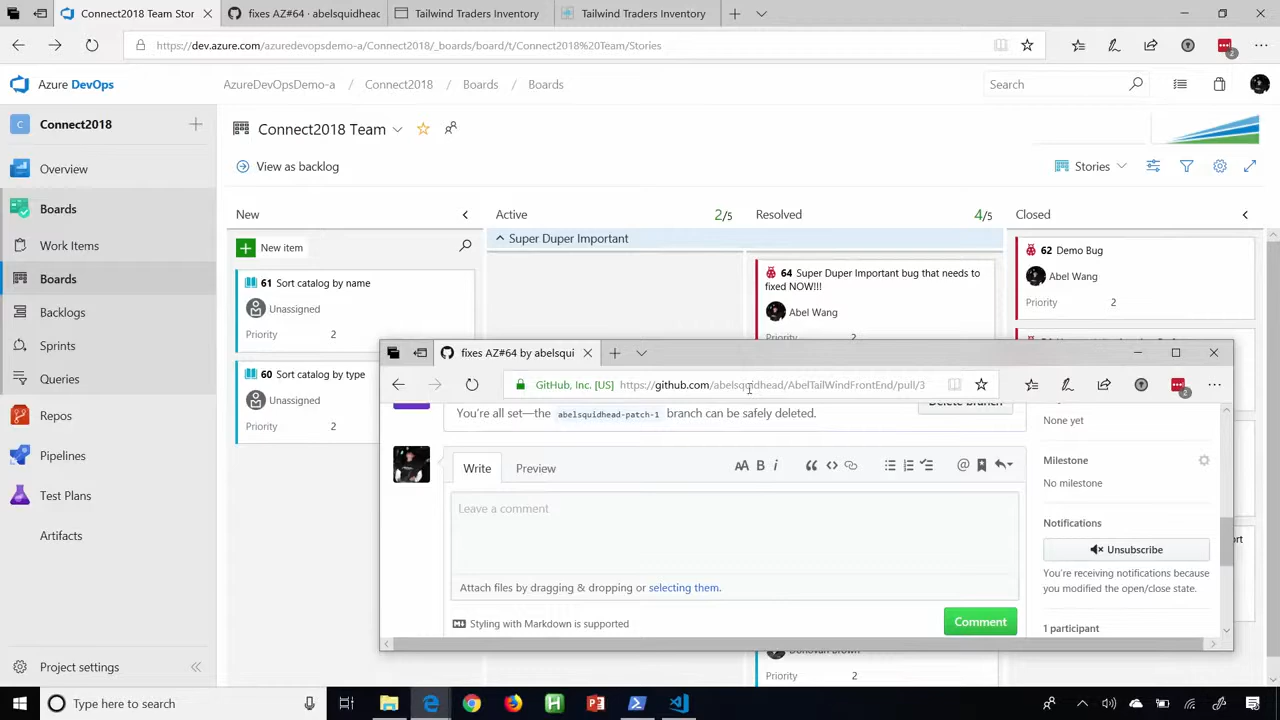 Connect2018 Team Stor
fixes AZ#64 · abelsquidheac
Tailwind Traders Inventory
Tailwind Traders Inventory
https://dev.azure.com/azuredevopsdemo-a/Connect2018/_boards/board/t/Connect2018%20Team/Stories
2
Azure DevOps
AzureDevOpsDemo-a / Connect2018 / Boards / Boards
Search
C Connect2018
Overview
Boards
Work Items
Boards
Backlogs
Sprints
Queries
Repos
Pipelines
Test Plans
Artifacts
Project settings
Connect2018 Team
View as backlog
Stories
New
Active 2/5
Resolved 4/5
Closed
New item
Super Duper Important
61 Sort catalog by name
Unassigned
Priority 2
60 Sort catalog by type
Unassigned
Priority 2
64 Super Duper Important bug that needs to
fixed NOW!!!
Abel Wang
Priority 2
62 Demo Bug
Abel Wang
Priority 2
fixes AZ#64 by abelsqui
GitHub, Inc. [US] https://github.com/abelsquidhead/AbelTailWindFrontEnd/pull/3
2
You're all set—the abelsquidhead-patch-1 branch can be safely deleted.
Delete branch
Write Preview
Leave a comment
Attach files by dragging & dropping or selecting them.
Styling with Markdown is supported
Comment
None yet
Milestone
No milestone
Notifications
Unsubscribe
You're receiving notifications because
you modified the open/close state.
1 participant
ort
Donovan Brown
Priority 2
Type here to search